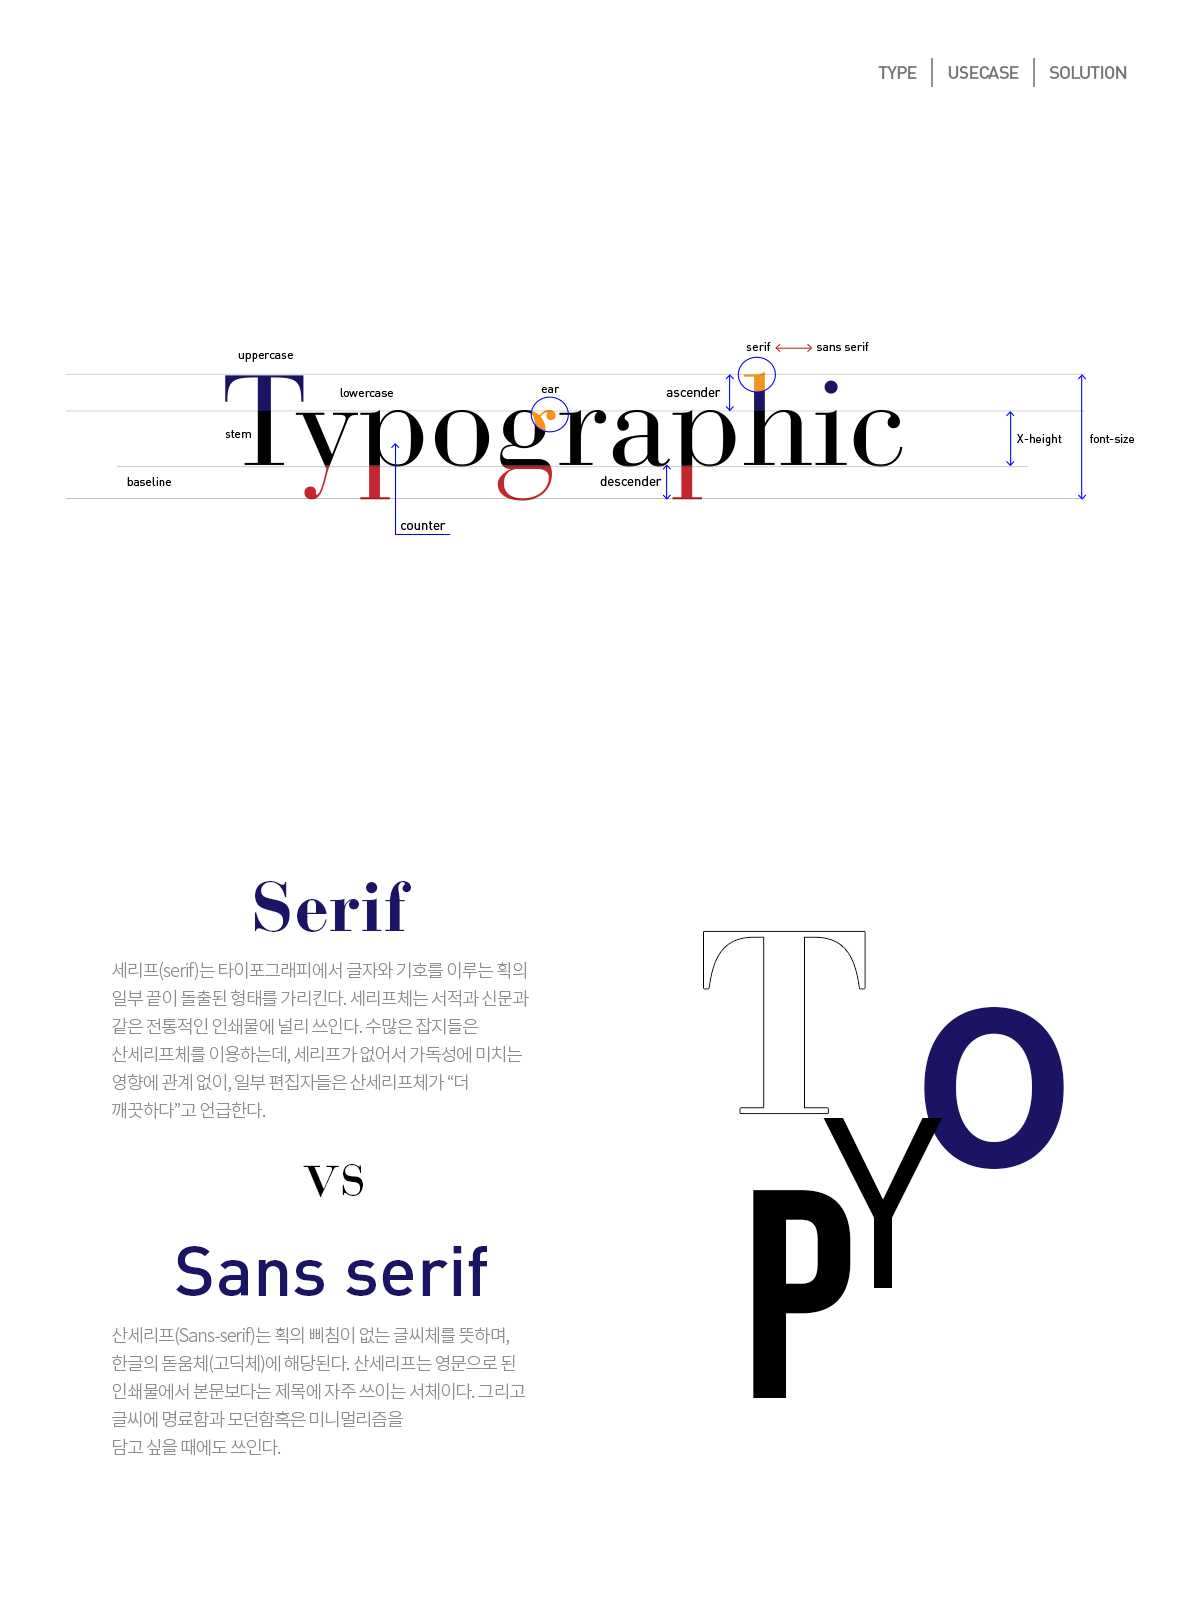 TYPE | USECASE | SOLUTION
serif sans serif
uppercase
ear
lowercase
ascender
Typographic
stem
X-height
font-size
baseline
descender
counter
Serif
세리프(serif)는 타이포그래피에서 글자와 기호를 이루는 획의
일부 끝이 돌출된 형태를 가리킨다. 세리프체는 서적과 신문과
같은 전통적인 인쇄물에 널리 쓰인다. 수많은 잡지들은
산세리프체를 이용하는데, 세리프가 없어서 가독성에 미치는
영향에 관계 없이, 일부 편집자들은 산세리프체가 “더
깨끗하다”고 언급한다.
vs
Sans serif
산세리프(Sans-serif)는 획의 삐침이 없는 글씨체를 뜻하며,
한글의 돋움체(고딕체)에 해당된다. 산세리프는 영문으로 된
인쇄물에서 본문보다는 제목에 자주 쓰이는 서체이다. 그리고
글씨에 명료함과 모던함혹은 미니멀리즘을
담고 싶을 때에도 쓰인다.
T
Y
P
O